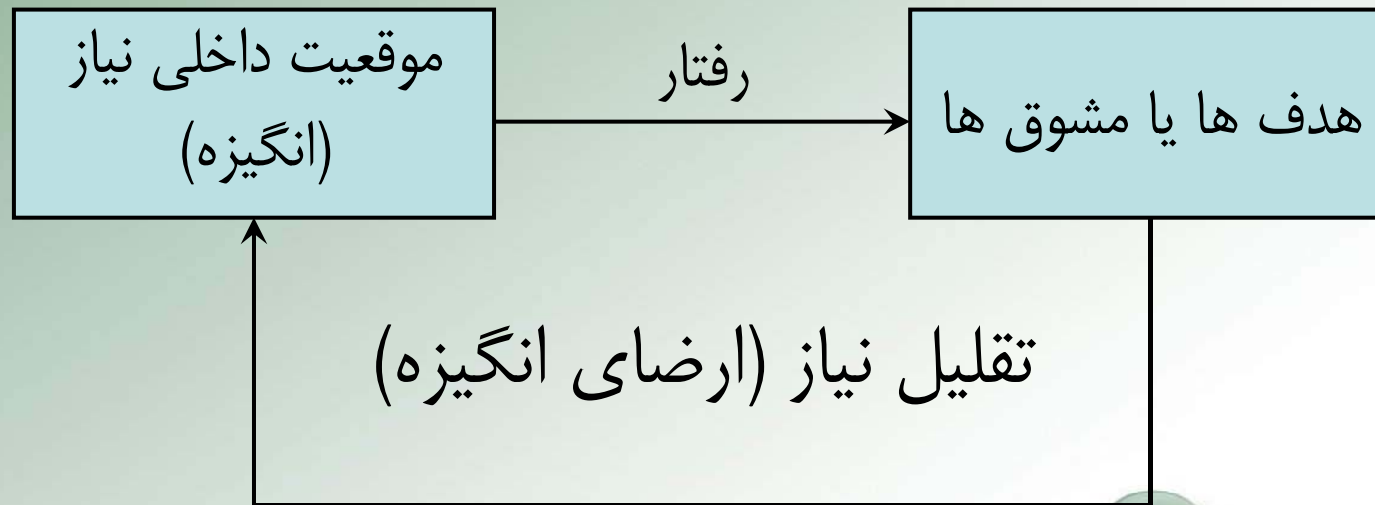 موقعیت داخلی نیاز
(انگیزه)
رفتار
هدف ها یا مشوق ها
تقلیل نیاز (ارضای انگیزه)